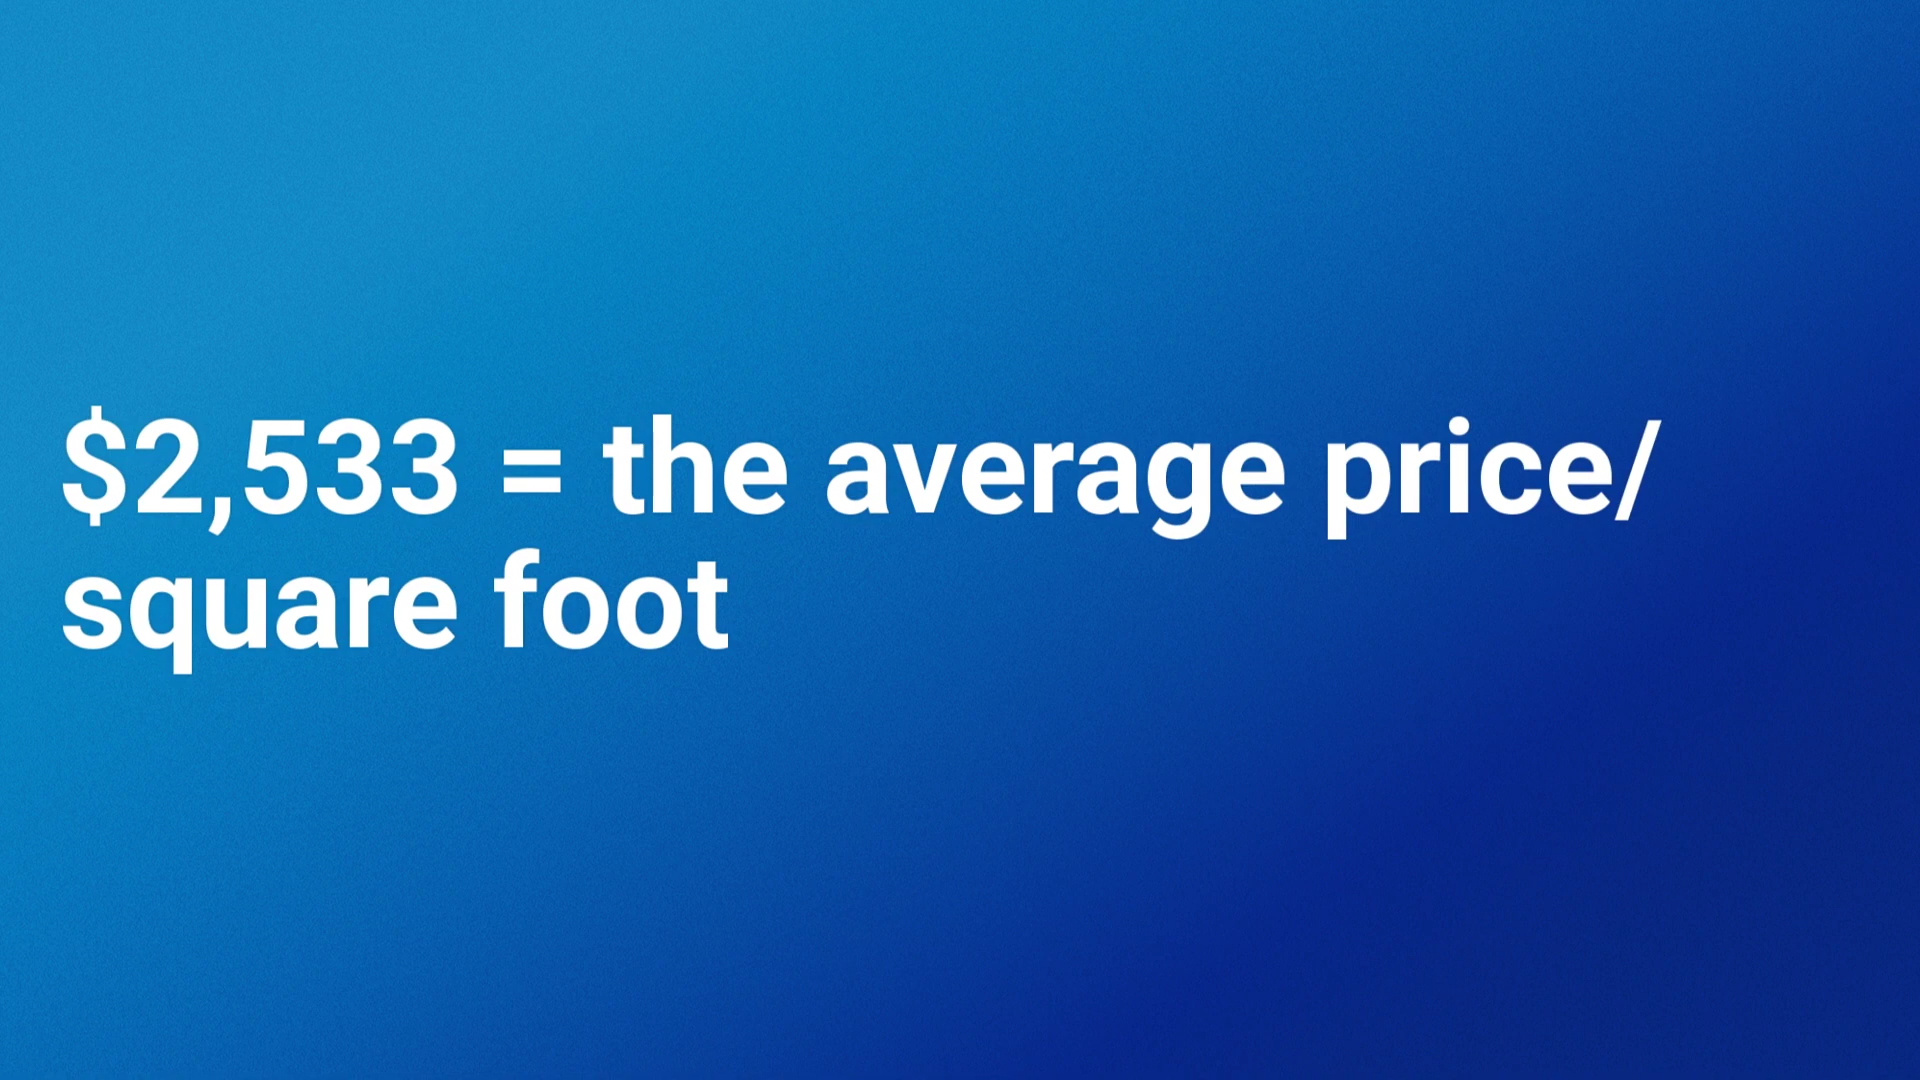 $2,533 = the average price/
square foot